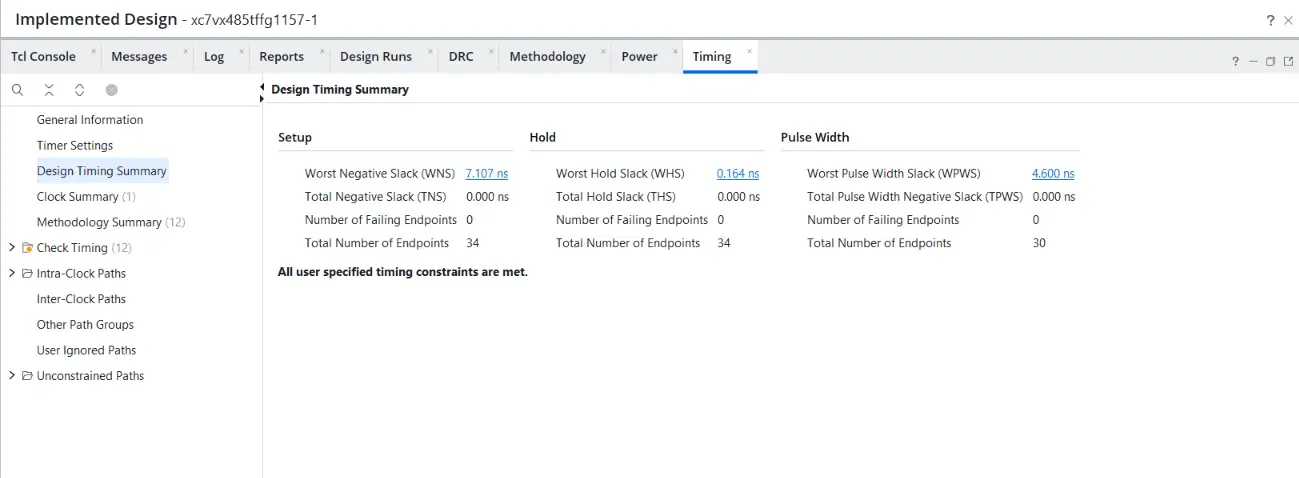 Implemented Design - xc7vx485tffg1157-1 ? ×
Tcl Console × Messages × Log × Reports × Design Runs × DRC × Methodology × Power × Timing ×
? —
Design Timing Summary
General Information
Timer Settings
Design Timing Summary
Clock Summary (1)
Methodology Summary (12)
Check Timing (12)
Intra-Clock Paths
Inter-Clock Paths
Other Path Groups
User Ignored Paths
Unconstrained Paths
Setup
Worst Negative Slack (WNS) 7.107 ns
Total Negative Slack (TNS) 0.000 ns
Number of Failing Endpoints 0
Total Number of Endpoints 34
Hold
Worst Hold Slack (WHS) 0.164 ns
Total Hold Slack (THS) 0.000 ns
Number of Failing Endpoints 0
Total Number of Endpoints 34
Pulse Width
Worst Pulse Width Slack (WPWS) 4.600 ns
Total Pulse Width Negative Slack (TPWS) 0.000 ns
Number of Failing Endpoints 0
Total Number of Endpoints 30
All user specified timing constraints are met.